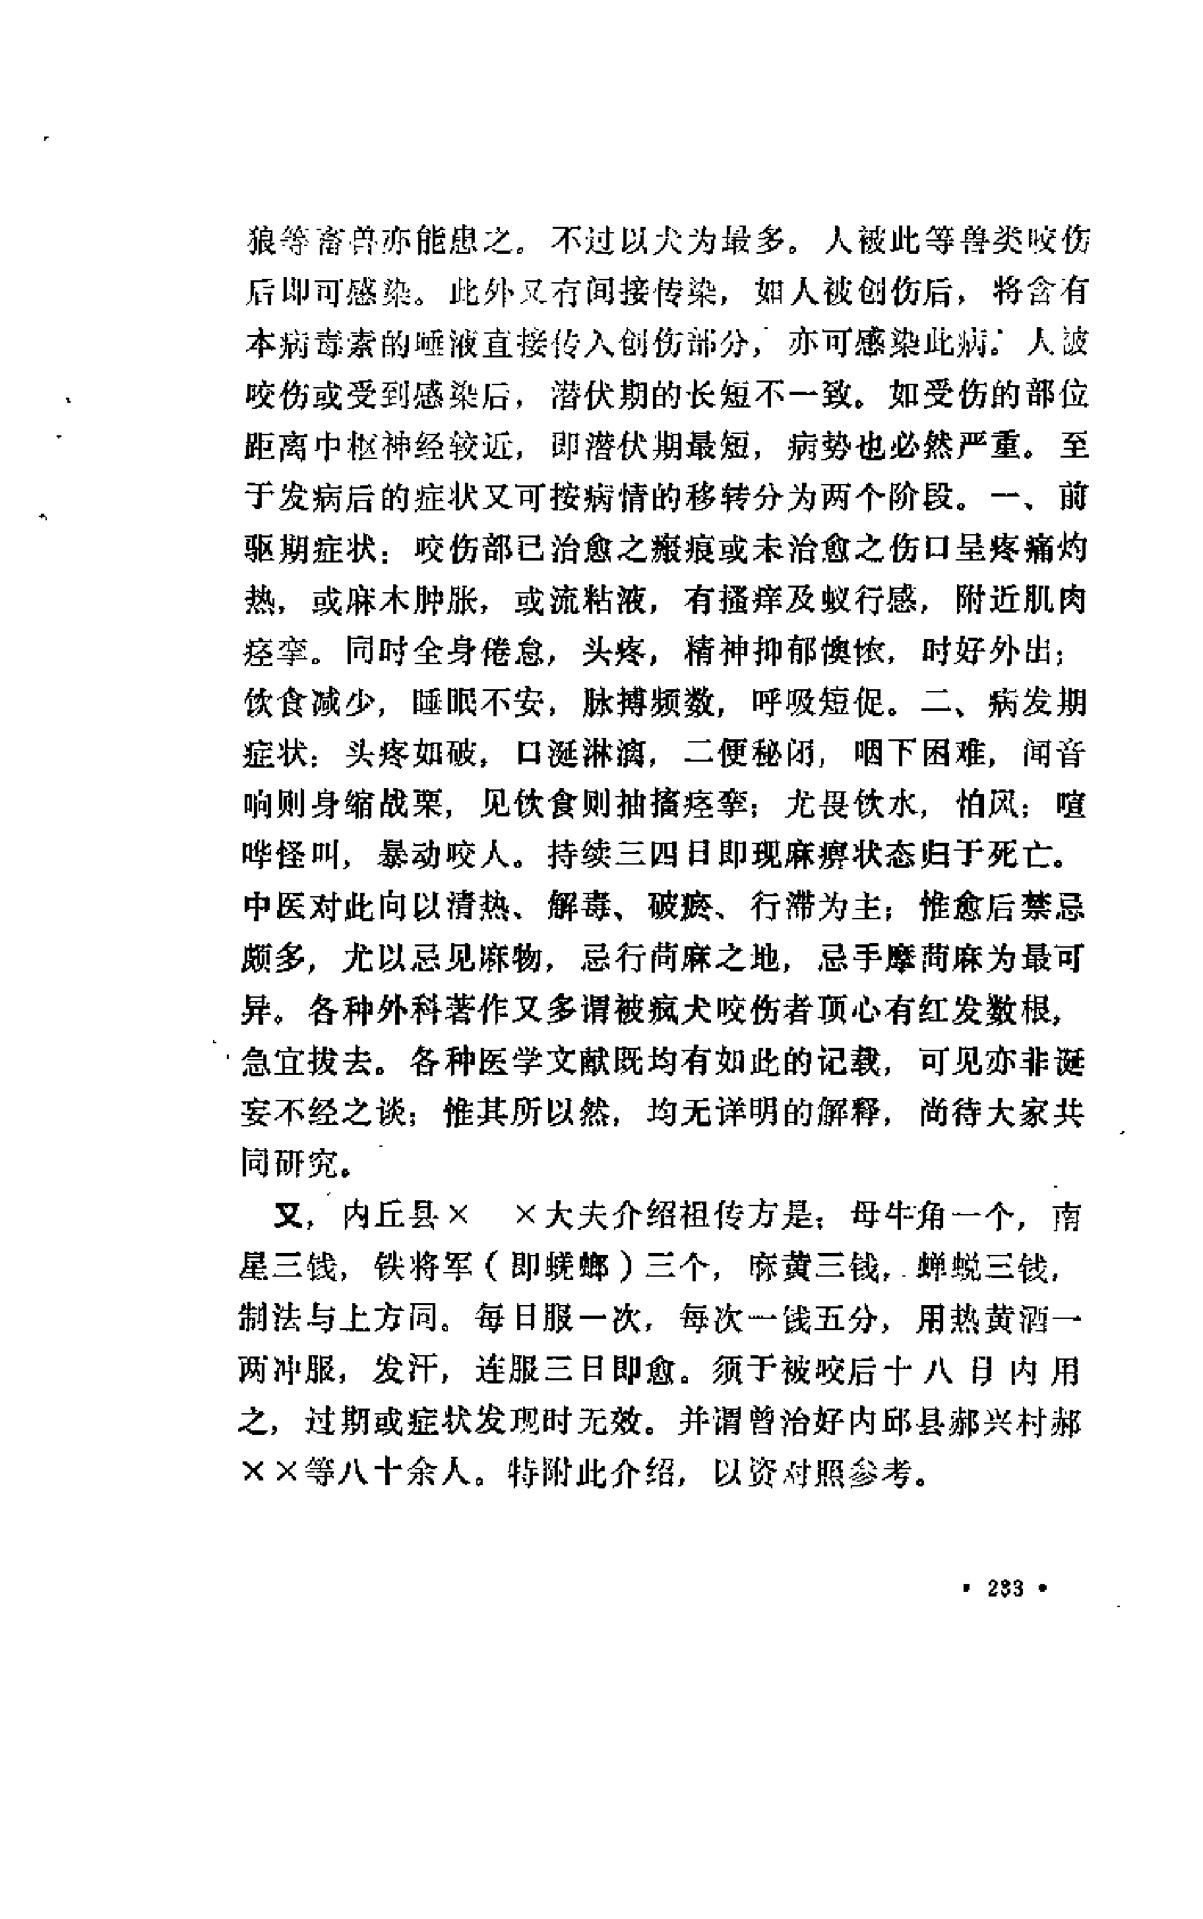 狼等畜兽亦能患之。不过以犬为最多。人被此等兽类咬伤
后即可感染。此外又有间接传染，如人被创伤后，将含有
本病毒素的唾液直接传入创伤部分，亦可感染此病。人被
咬伤或受到感染后，潜伏期的长短不一致。如受伤的部位
距离中枢神经较近，即潜伏期最短，病势也必然严重。至
于发病后的症状又可按病情的移转分为两个阶段。一、前
驱期症状：咬伤部已治愈之瘢痕或未治愈之伤口呈疼痛灼
热，或麻木肿胀，或流粘液，有搔痒及蚁行感，附近肌肉
痉挛。同时全身倦怠，头疼，精神抑郁懊憹，时好外出；
饮食减少，睡眠不安，脉搏频数，呼吸短促。二、病发期
症状：头疼如破，口涎淋漓，二便秘闭，咽下困难，闻音
响则身缩战栗，见饮食则抽搐痉挛；尤畏饮水，怕风；喧
哗怪叫，暴动咬人。持续三四日即现麻痹状态归于死亡。
中医对此向以清热、解毒、破瘀、行滞为主；惟愈后禁忌
颇多，尤以忌见麻物，忌行苘麻之地，忌手摩苘麻为最可
异。各种外科著作又多谓被疯犬咬伤者顶心有红发数根，
急宜拔去。各种医学文献既均有如此的记载，可见亦非诞
妄不经之谈；惟其所以然，均无详明的解释，尚待大家共
同研究。
又，内丘县× ×大夫介绍祖传方是：母牛角一个，南
星三钱，铁将军（即蜣螂）三个，麻黄三钱，蝉蜕三钱，
制法与上方同。每日服一次，每次一钱五分，用热黄酒一
两冲服，发汗，连服三日即愈。须于被咬后十八日内用
之，过期或症状发现时无效。并谓曾治好内邱县郝兴村郝
××等八十余人。特附此介绍，以资对照参考。
• 233 •